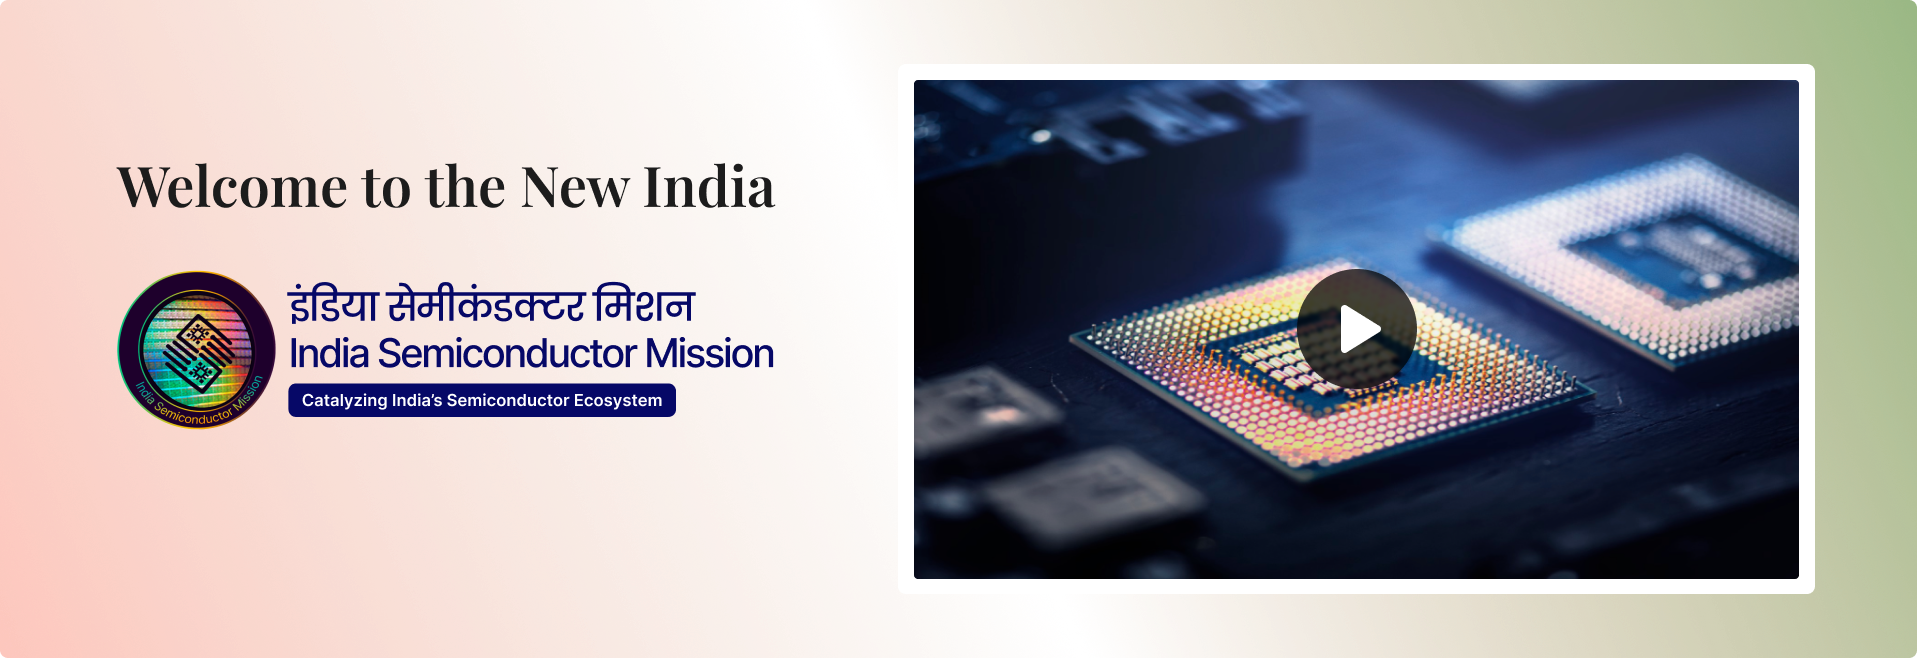 Welcome to the New India
इंडिया सेमीकंडक्टर मिशन
India Semiconductor Mission
Catalyzing India’s Semiconductor Ecosystem
India Semiconductor Mission